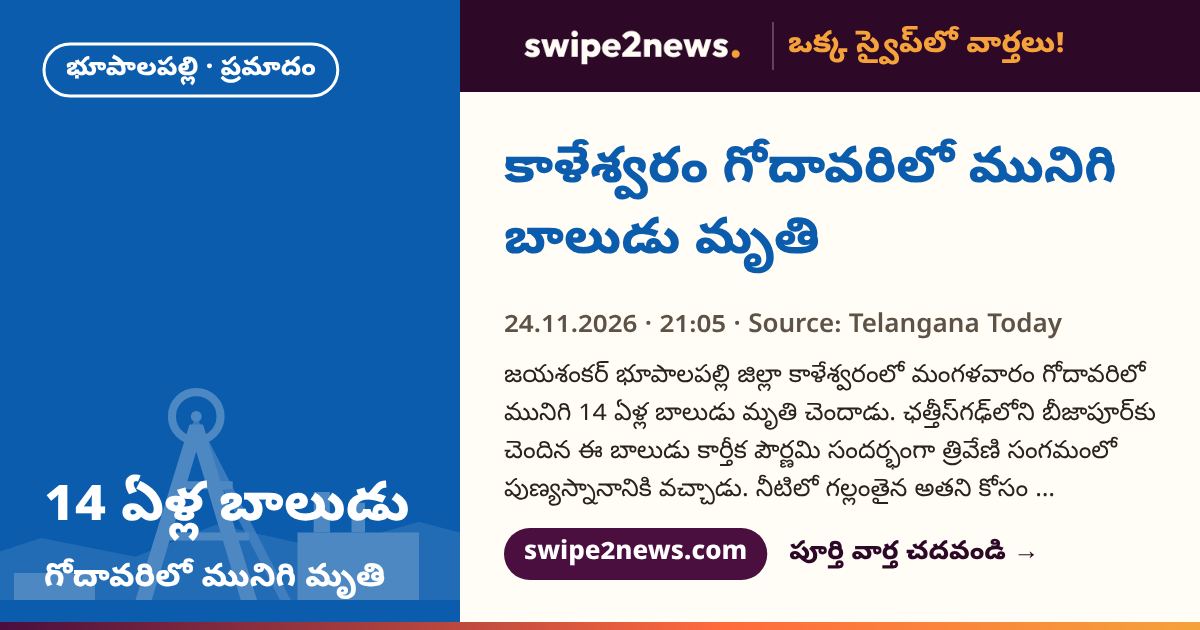 భూపాలపల్లి · ప్రమాదం
14 ఏళ్ల బాలుడు
గోదావరిలో మునిగి మృతి
swipe2news.
ఒక్క స్వైప్‌లో వార్తలు!
కాళేశ్వరం గోదావరిలో మునిగి
బాలుడు మృతి
24.11.2026 · 21:05 · Source: Telangana Today
జయశంకర్ భూపాలపల్లి జిల్లా కాళేశ్వరంలో మంగళవారం గోదావరిలో
మునిగి 14 ఏళ్ల బాలుడు మృతి చెందాడు. ఛత్తీస్‌గఢ్‌లోని బీజాపూర్‌కు
చెందిన ఈ బాలుడు కార్తీక పౌర్ణమి సందర్భంగా త్రివేణి సంగమంలో
పుణ్యస్నానానికి వచ్చాడు. నీటిలో గల్లంతైన అతని కోసం ...
swipe2news.com
పూర్తి వార్త చదవండి →